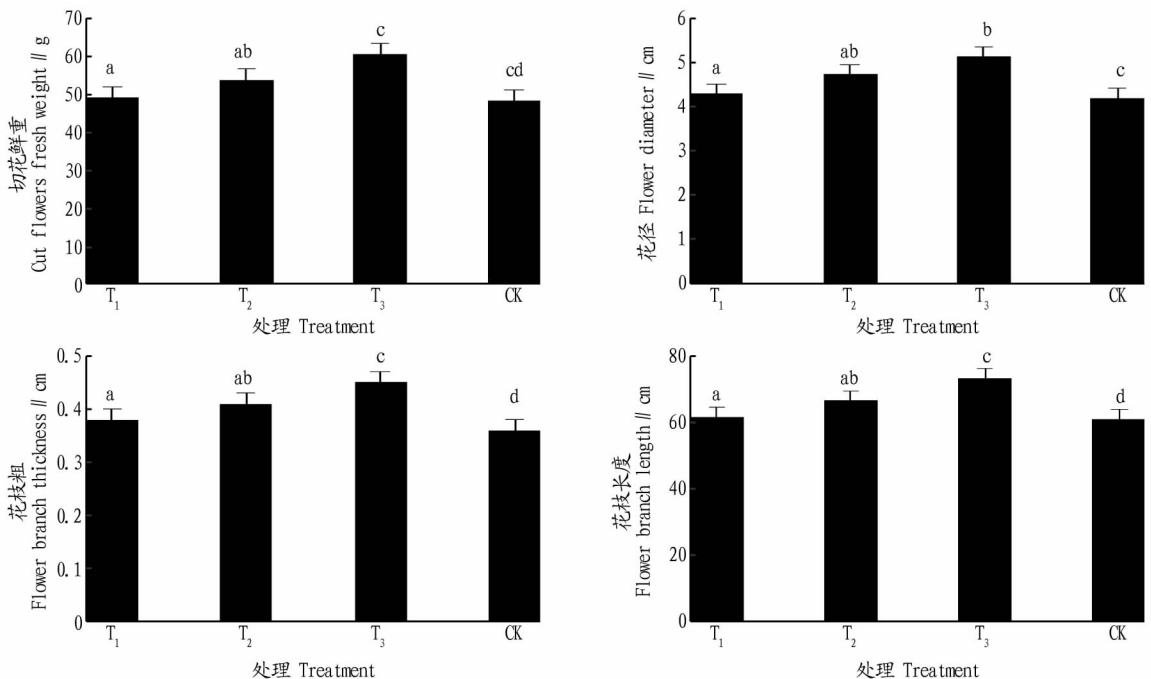 切花鲜重
Cut flowers fresh weight∥g
70
60
50
40
30
20
10
0
a
ab
c
cd
T1
T2
T3
CK
处理 Treatment
花径 Flower diameter∥cm
6
5
4
3
2
1
0
a
ab
b
c
T1
T2
T3
CK
处理 Treatment
花枝粗
Flower branch thickness∥cm
0.5
0.4
0.3
0.2
0.1
0
a
ab
c
d
T1
T2
T3
CK
处理 Treatment
花枝长度
Flower branch length∥cm
80
60
40
20
0
a
ab
c
d
T1
T2
T3
CK
处理 Treatment